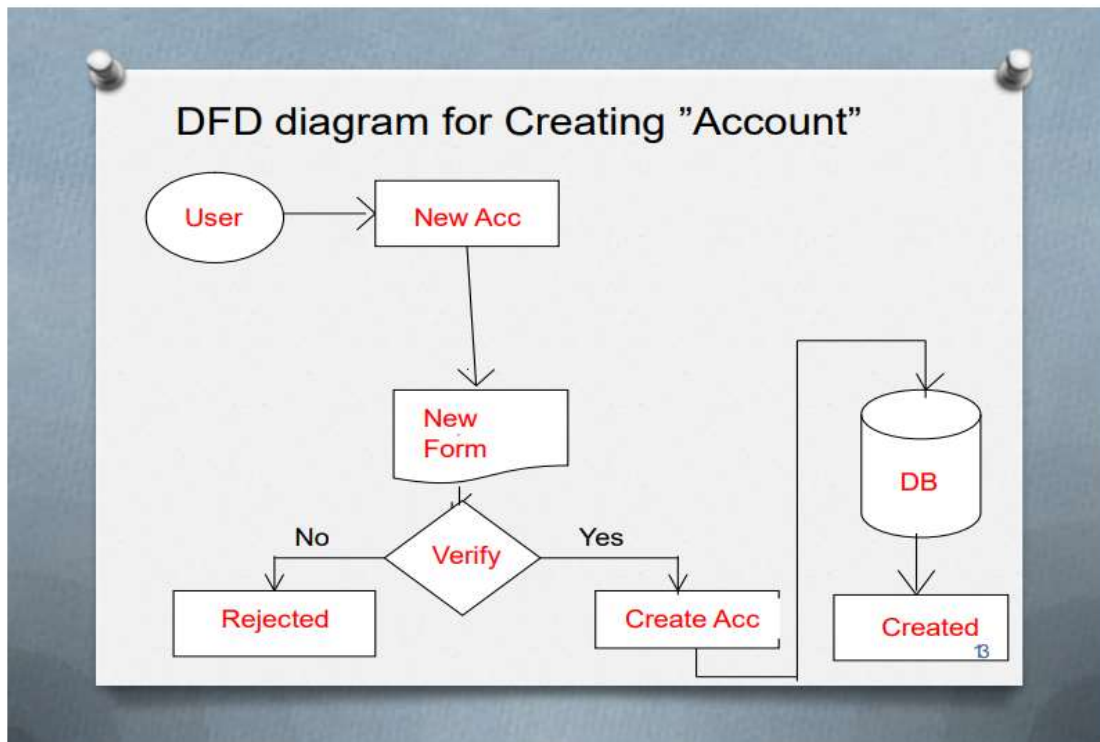 DFD diagram for Creating ”Account”
User
New Acc
New
Form
No
Verify
Yes
Rejected
Create Acc
DB
Created
13